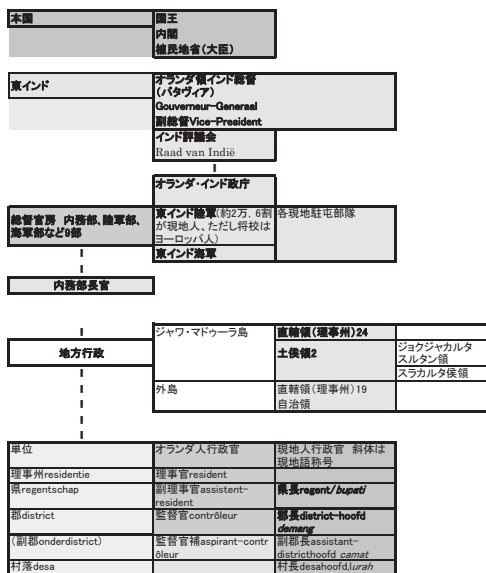 本国 国王
内閣
植民地省(大臣)
東インド オランダ領インド総督
(バタヴィア)
Gouverneur-Generaal
副総督Vice-President
インド評議会
Raad van Indië
オランダ・インド政庁
総督官房 内務部、陸軍部、
海軍部など9部
東インド陸軍(約2万, 6割
が現地人、ただし将校は
ヨーロッパ人)
各現地駐屯部隊
東インド海軍
内務部長官
地方行政
ジャワ・マドゥーラ島 直轄領(理事州)24
土侯領2 ジョクジャカルタ
スルタン領
スラカルタ侯領
外島 直轄領(理事州)19
自治領
単位 オランダ人行政官 現地人行政官 斜体は
現地語称号
理事州residentie 理事官resident
県regentschap 副理事官assistent-
resident
県長regent/bupati
郡district 監督官contrôleur 郡長district-hoofd
demang
(副郡onderdistrict) 監督官補aspirant-contr
ôleur
副郡長assistant-
districthoofd camat
村落desa 村長desahoofd,lurah